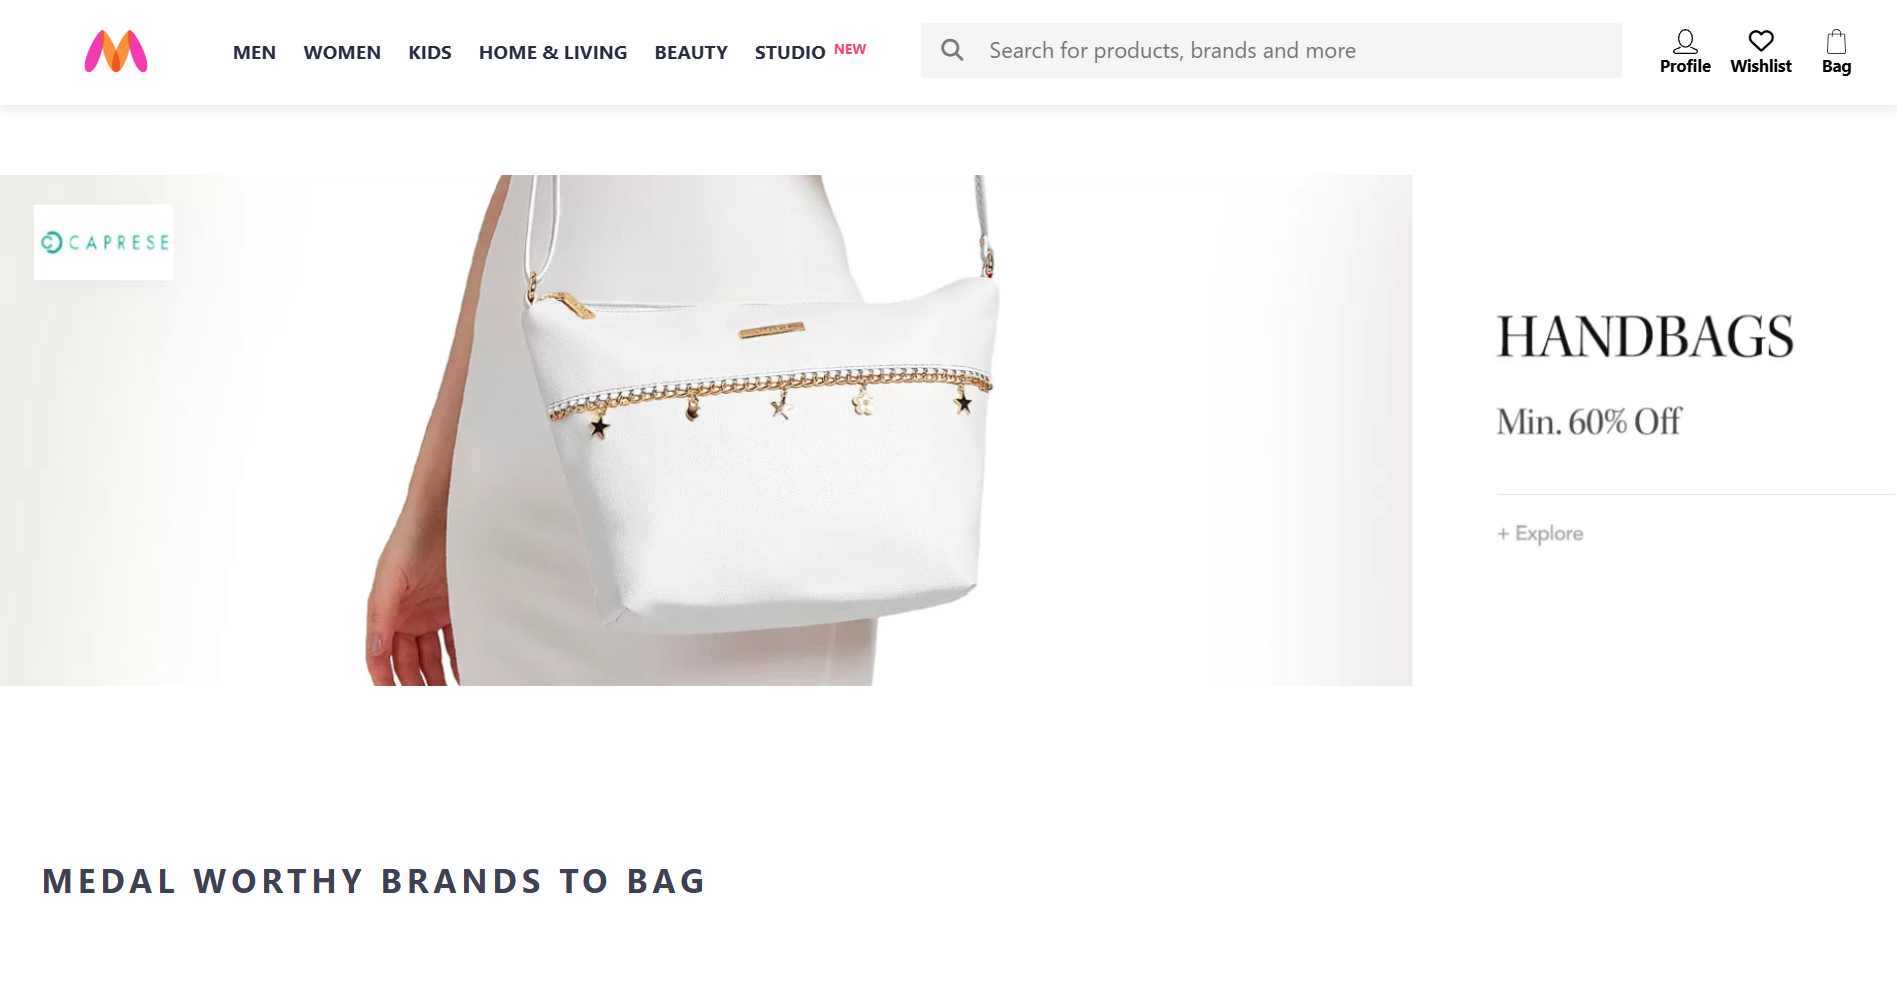 MEN WOMEN KIDS HOME & LIVING BEAUTY STUDIO NEW
Search for products, brands and more
Profile Wishlist Bag
CAPRESE
HANDBAGS
Min. 60% Off
+ Explore
MEDAL WORTHY BRANDS TO BAG